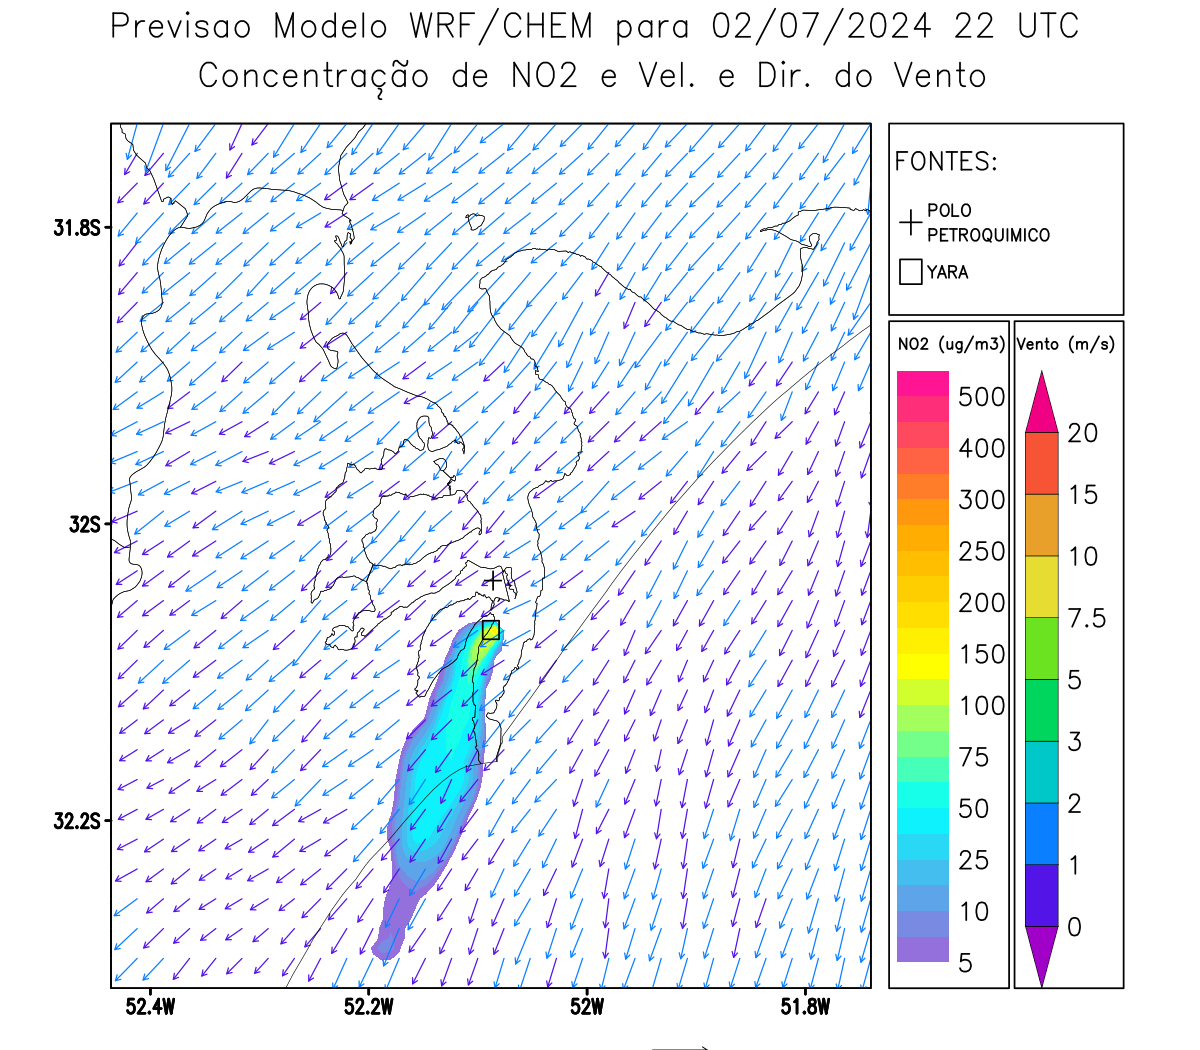 Previsao Modelo WRF/CHEM para 02/07/2024 22 UTC
Concentração de NO2 e Vel. e Dir. do Vento
FONTES:
POLO
PETROQUIMICO
YARA
NO2 (ug/m3)
500
400
300
250
200
150
100
75
50
25
10
5
Vento (m/s)
20
15
10
7.5
5
3
2
1
0
31.8S
32S
32.2S
52.4W
52.2W
52W
51.8W